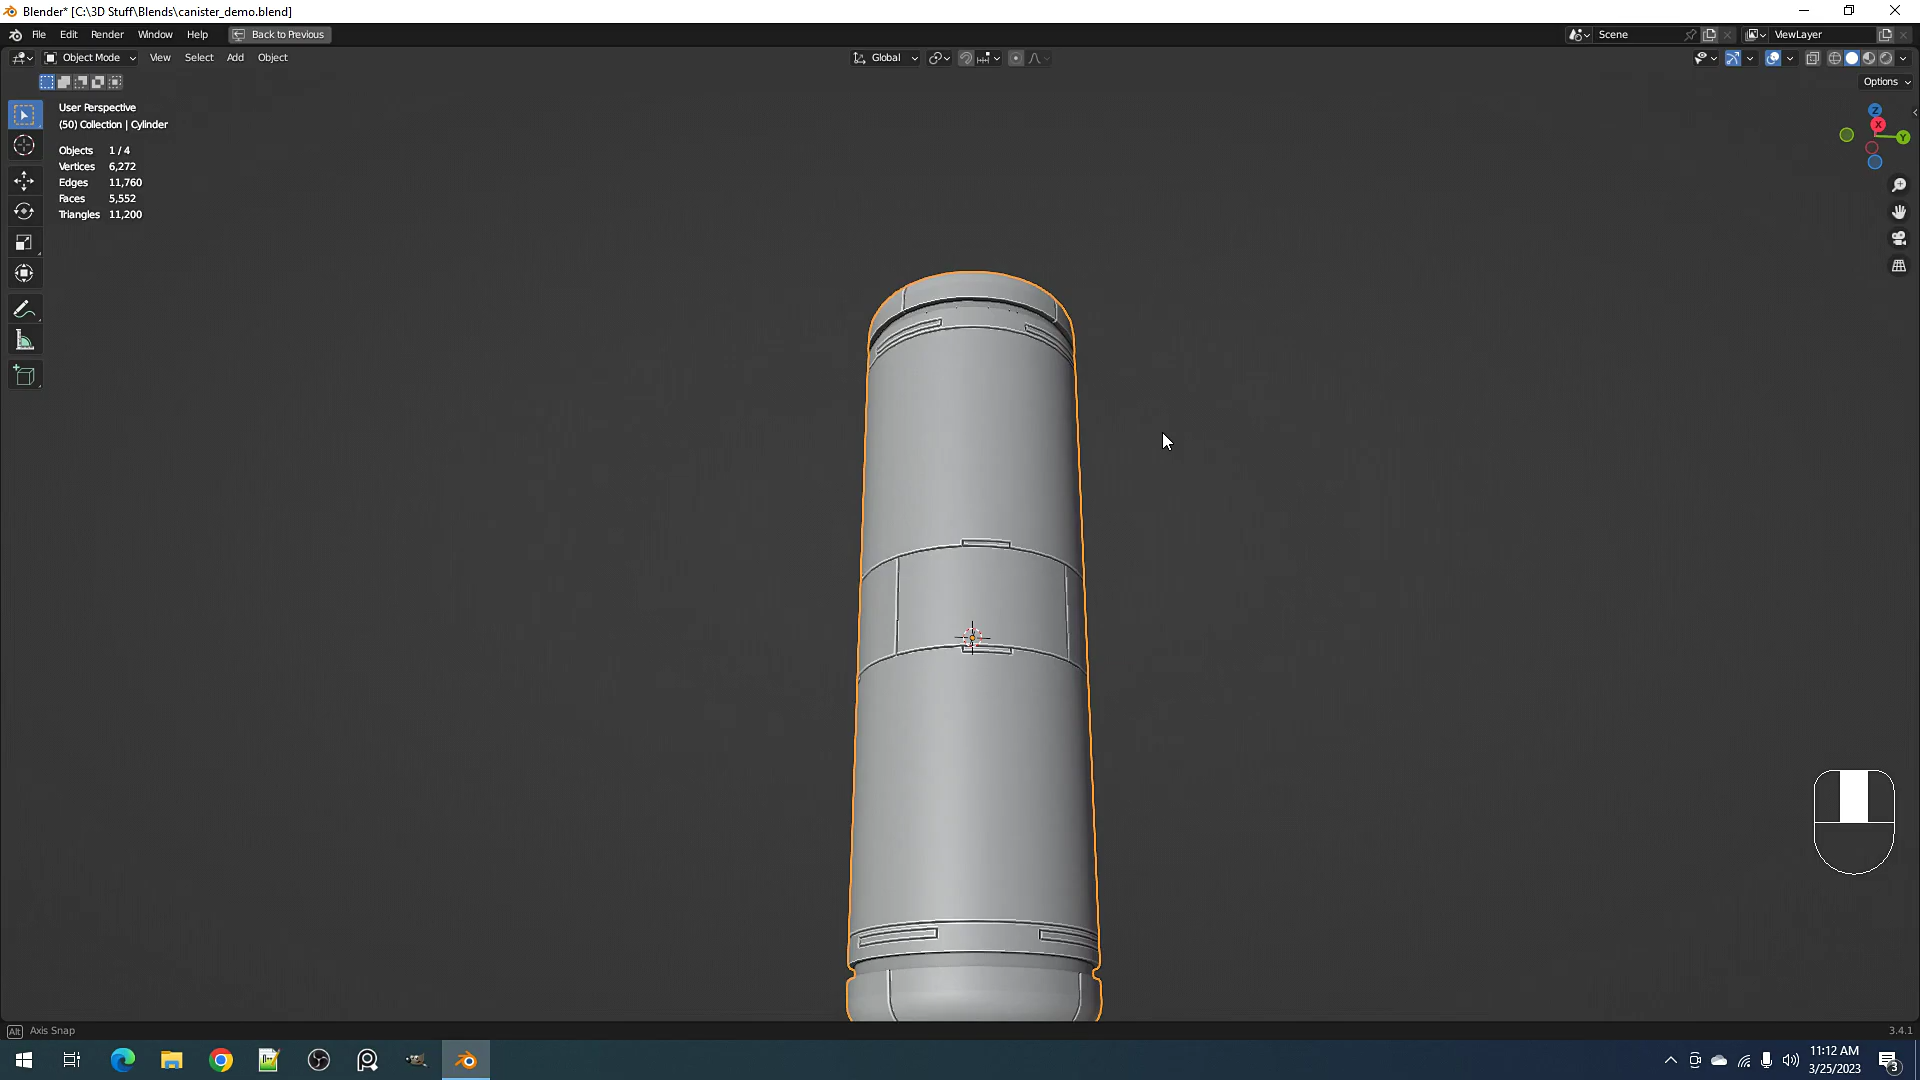 Blender* [C:\3D Stuff\Blends\canister_demo.blend]
File Edit Render Window Help Back to Previous Scene ViewLayer
Object Mode View Select Add Object Global
Options
User Perspective
(50) Collection | Cylinder
Objects 1 / 4
Vertices 6,272
Edges 11,760
Faces 5,552
Triangles 11,200
Z
X
Y
Alt Axis Snap 3.4.1
11:12 AM
3/25/2023
3